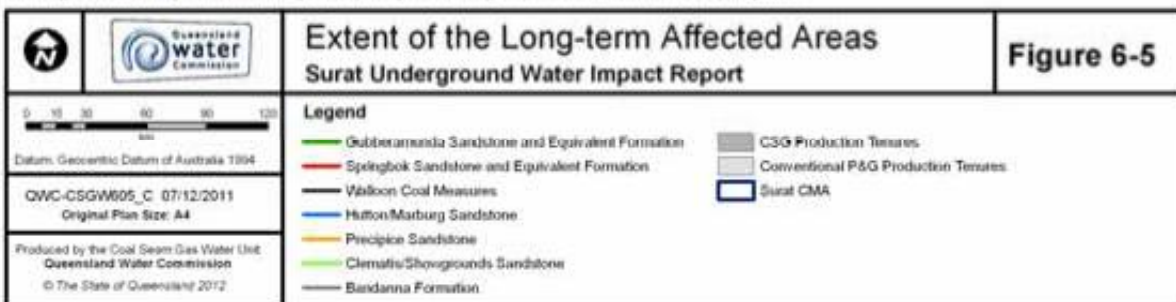 Queensland
water
Commission
Extent of the Long-term Affected Areas
Surat Underground Water Impact Report
Figure 6-5
0 10 30 60 90 120
km
Datum: Geocentric Datum of Australia 1994
QWC-CSGW605_C 07/12/2011
Original Plan Size: A4
Produced by the Coal Seam Gas Water Unit
Queensland Water Commission
© The State of Queensland 2012
Legend
Gubberamunda Sandstone and Equivalent Formation
Springbok Sandstone and Equivalent Formation
Walloon Coal Measures
Hutton/Marburg Sandstone
Precipice Sandstone
Clematis/Showgrounds Sandstone
Bandanna Formation
CSG Production Tenures
Conventional P&G Production Tenures
Surat CMA